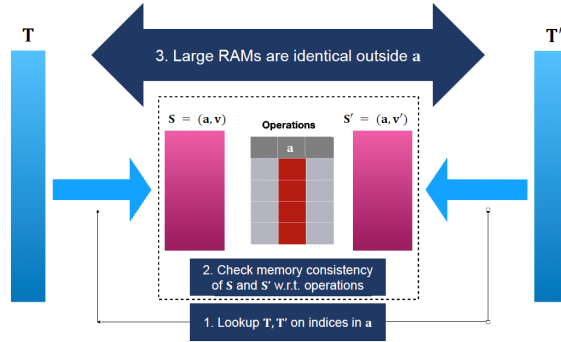 T
T′
3. Large RAMs are identical outside a
S = (a, v)
S′ = (a, v′)
Operations
a
2. Check memory consistency
of S and S′ w.r.t. operations
1. Lookup T, T′ on indices in a